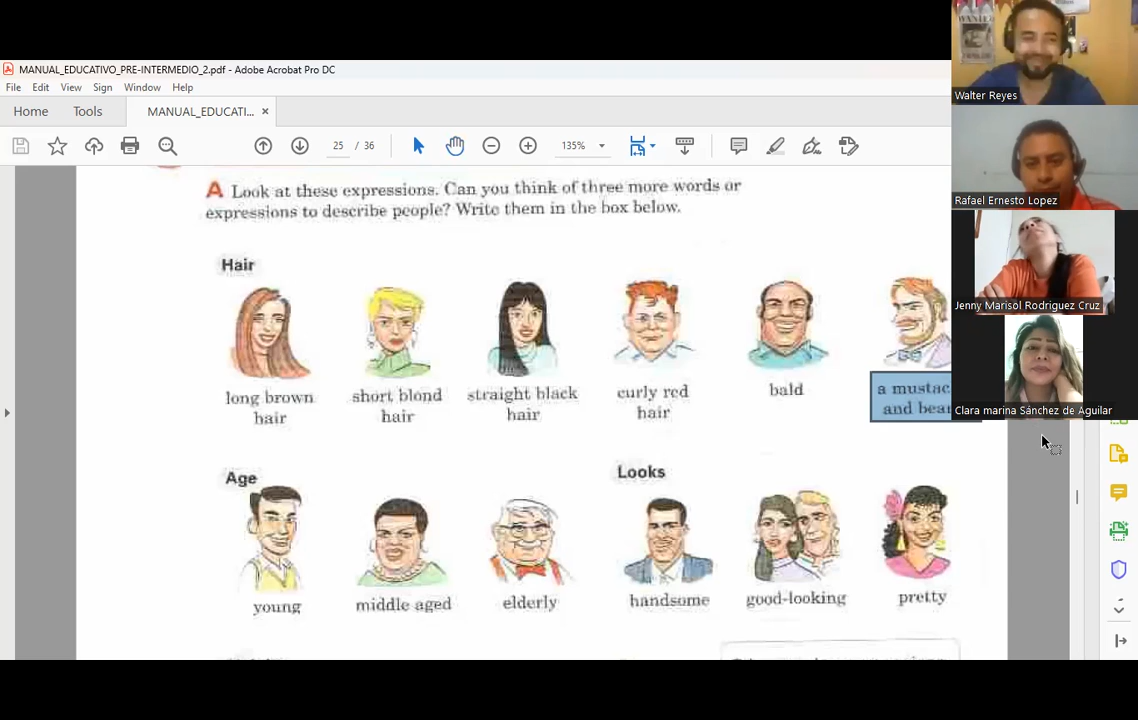 MANUAL_EDUCATIVO_PRE-INTERMEDIO_2.pdf - Adobe Acrobat Pro DC
File Edit View Sign Window Help
Home Tools MANUAL_EDUCATI... ×
25 / 36 135%
A Look at these expressions. Can you think of three more words or
expressions to describe people? Write them in the box below.
Hair
long brown
hair
short blond
hair
straight black
hair
curly red
hair
bald
a mustac
and bear
Age
young
middle aged
elderly
Looks
handsome
good-looking
pretty
WANTED
Walter Reyes
Rafael Ernesto Lopez
Jenny Marisol Rodriguez Cruz
Clara marina Sánchez de Aguilar